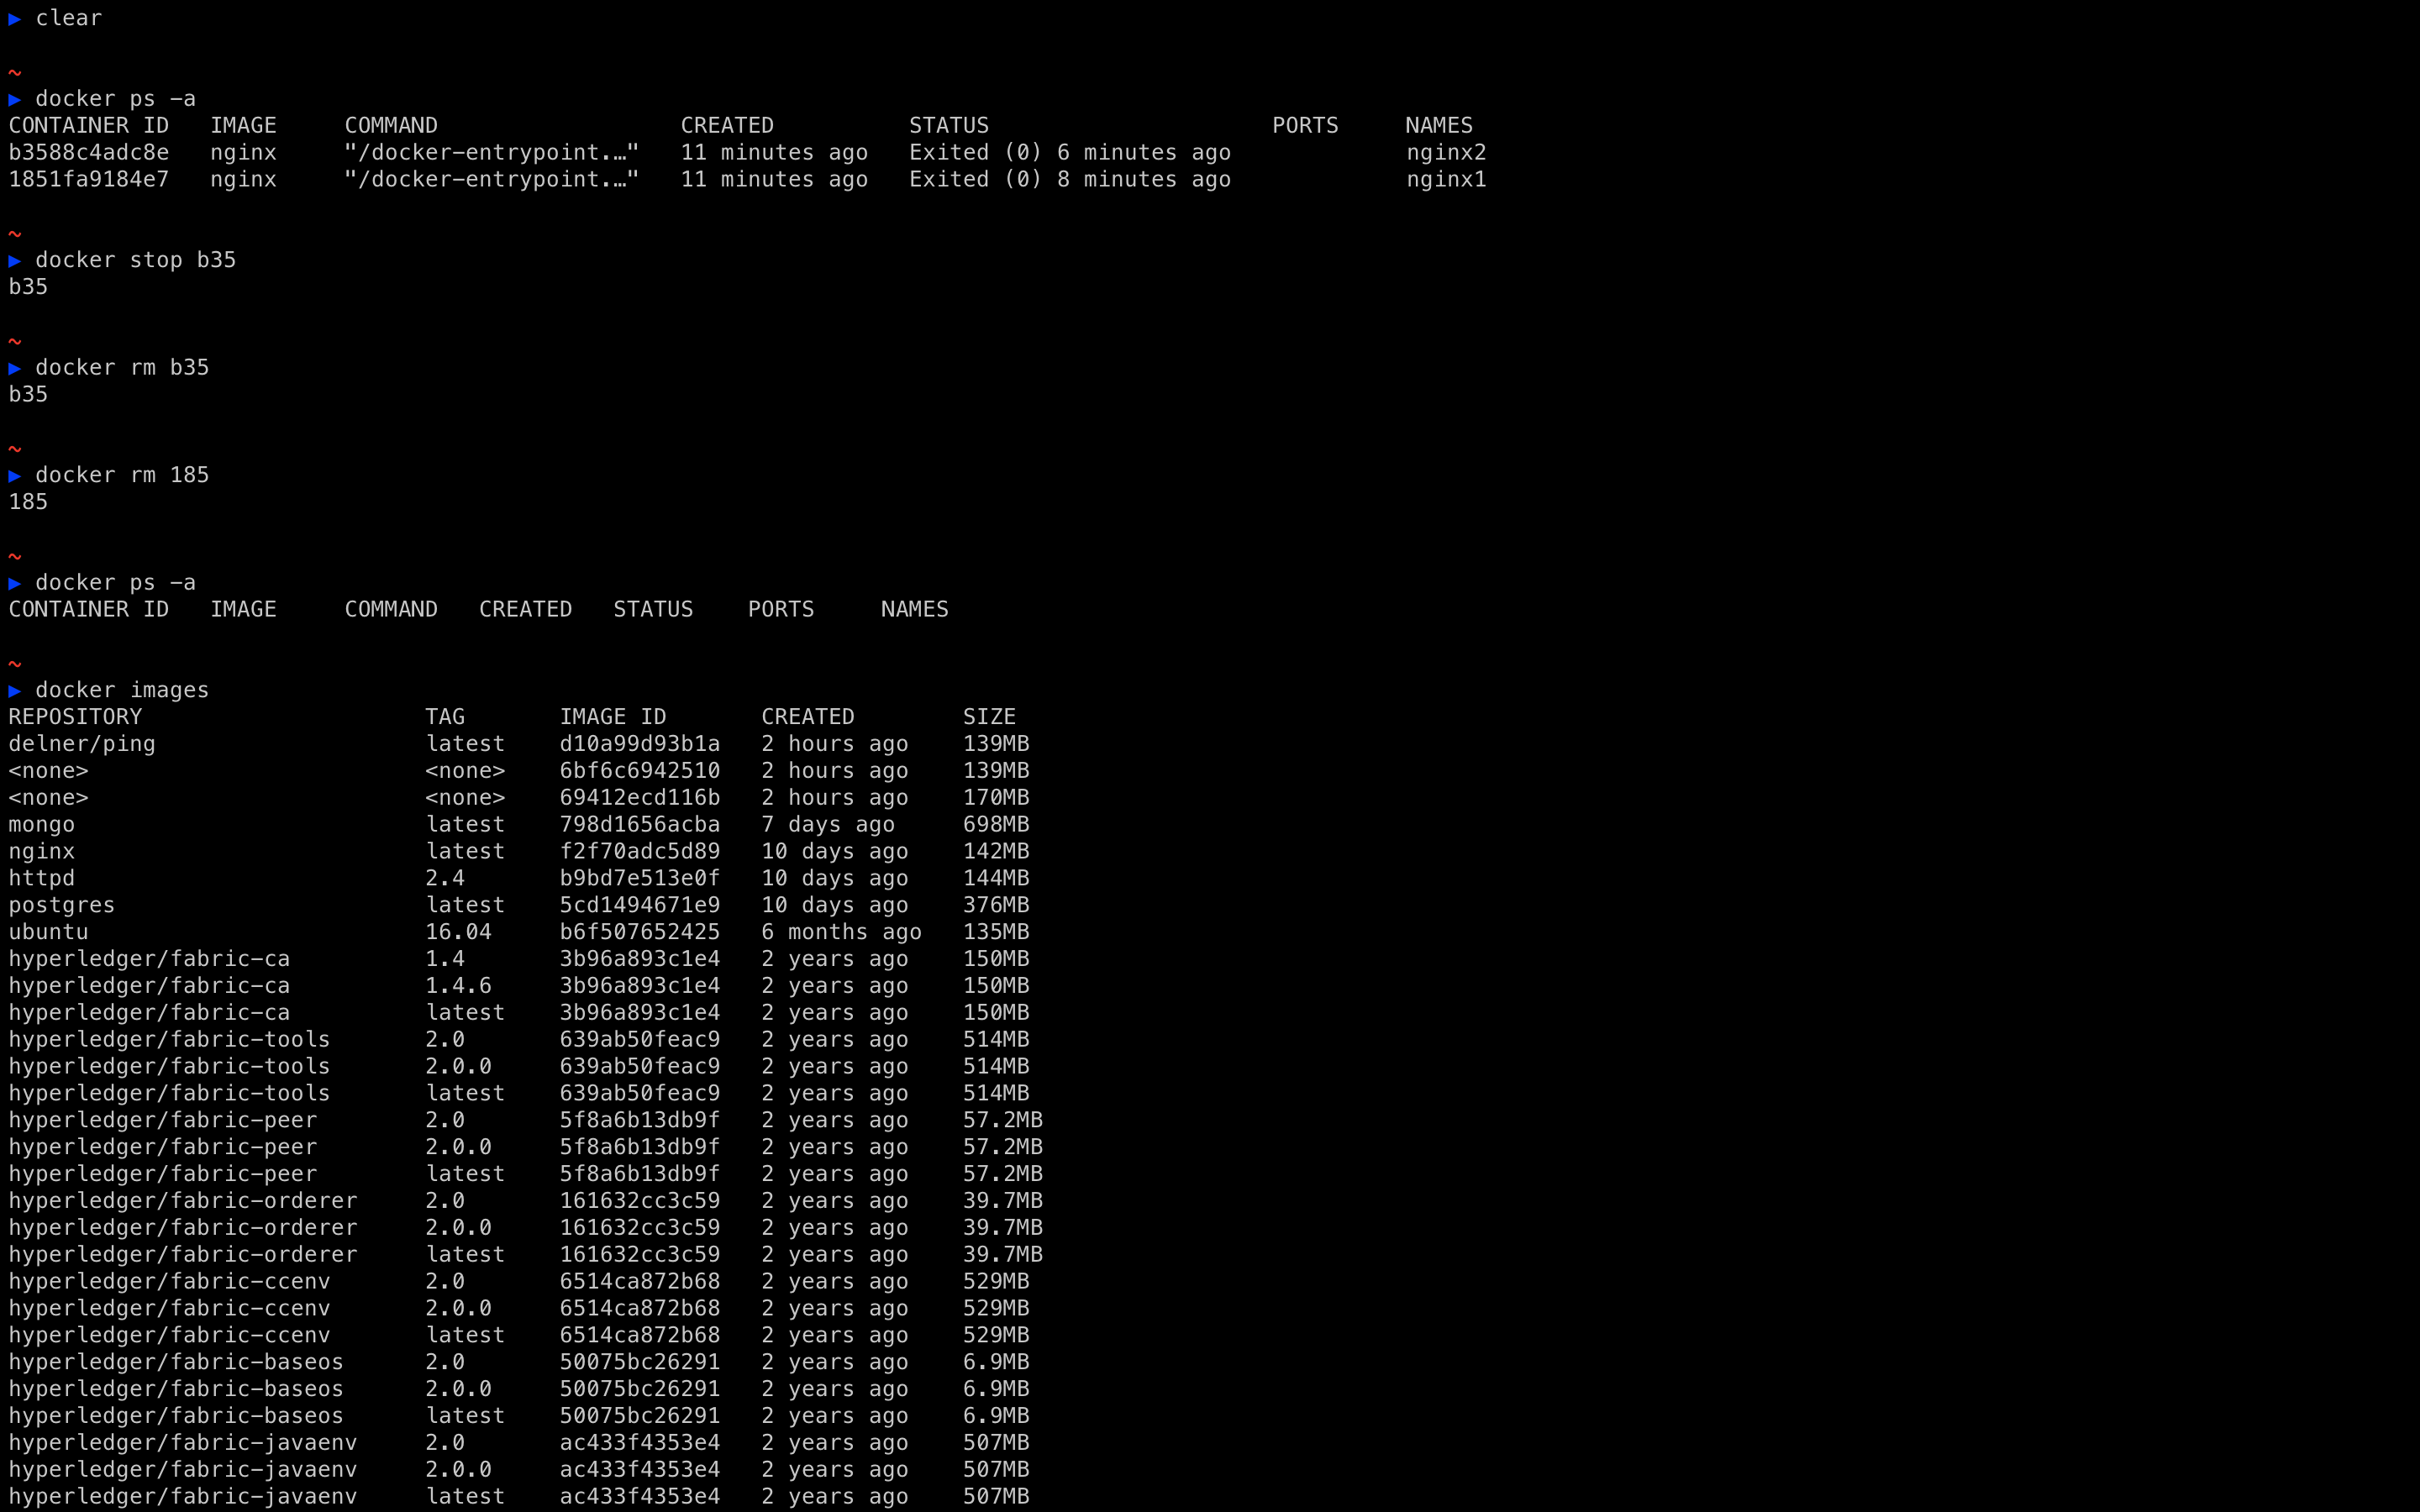 ▶ clear
~
▶ docker ps -a
CONTAINER ID   IMAGE     COMMAND                  CREATED          STATUS                     PORTS     NAMES
b3588c4adc8e   nginx     "/docker-entrypoint.…"   11 minutes ago   Exited (0) 6 minutes ago             nginx2
1851fa9184e7   nginx     "/docker-entrypoint.…"   11 minutes ago   Exited (0) 8 minutes ago             nginx1
~
▶ docker stop b35
b35
~
▶ docker rm b35
b35
~
▶ docker rm 185
185
~
▶ docker ps -a
CONTAINER ID   IMAGE     COMMAND   CREATED   STATUS    PORTS     NAMES
~
▶ docker images
REPOSITORY                     TAG       IMAGE ID       CREATED        SIZE
delner/ping                    latest    d10a99d93b1a   2 hours ago    139MB
<none>                         <none>    6bf6c6942510   2 hours ago    139MB
<none>                         <none>    69412ecd116b   2 hours ago    170MB
mongo                          latest    798d1656acba   7 days ago     698MB
nginx                          latest    f2f70adc5d89   10 days ago    142MB
httpd                          2.4       b9bd7e513e0f   10 days ago    144MB
postgres                       latest    5cd1494671e9   10 days ago    376MB
ubuntu                         16.04     b6f507652425   6 months ago   135MB
hyperledger/fabric-ca          1.4       3b96a893c1e4   2 years ago    150MB
hyperledger/fabric-ca          1.4.6     3b96a893c1e4   2 years ago    150MB
hyperledger/fabric-ca          latest    3b96a893c1e4   2 years ago    150MB
hyperledger/fabric-tools       2.0       639ab50feac9   2 years ago    514MB
hyperledger/fabric-tools       2.0.0     639ab50feac9   2 years ago    514MB
hyperledger/fabric-tools       latest    639ab50feac9   2 years ago    514MB
hyperledger/fabric-peer        2.0       5f8a6b13db9f   2 years ago    57.2MB
hyperledger/fabric-peer        2.0.0     5f8a6b13db9f   2 years ago    57.2MB
hyperledger/fabric-peer        latest    5f8a6b13db9f   2 years ago    57.2MB
hyperledger/fabric-orderer     2.0       161632cc3c59   2 years ago    39.7MB
hyperledger/fabric-orderer     2.0.0     161632cc3c59   2 years ago    39.7MB
hyperledger/fabric-orderer     latest    161632cc3c59   2 years ago    39.7MB
hyperledger/fabric-ccenv       2.0       6514ca872b68   2 years ago    529MB
hyperledger/fabric-ccenv       2.0.0     6514ca872b68   2 years ago    529MB
hyperledger/fabric-ccenv       latest    6514ca872b68   2 years ago    529MB
hyperledger/fabric-baseos      2.0       50075bc26291   2 years ago    6.9MB
hyperledger/fabric-baseos      2.0.0     50075bc26291   2 years ago    6.9MB
hyperledger/fabric-baseos      latest    50075bc26291   2 years ago    6.9MB
hyperledger/fabric-javaenv     2.0       ac433f4353e4   2 years ago    507MB
hyperledger/fabric-javaenv     2.0.0     ac433f4353e4   2 years ago    507MB
hyperledger/fabric-javaenv     latest    ac433f4353e4   2 years ago    507MB